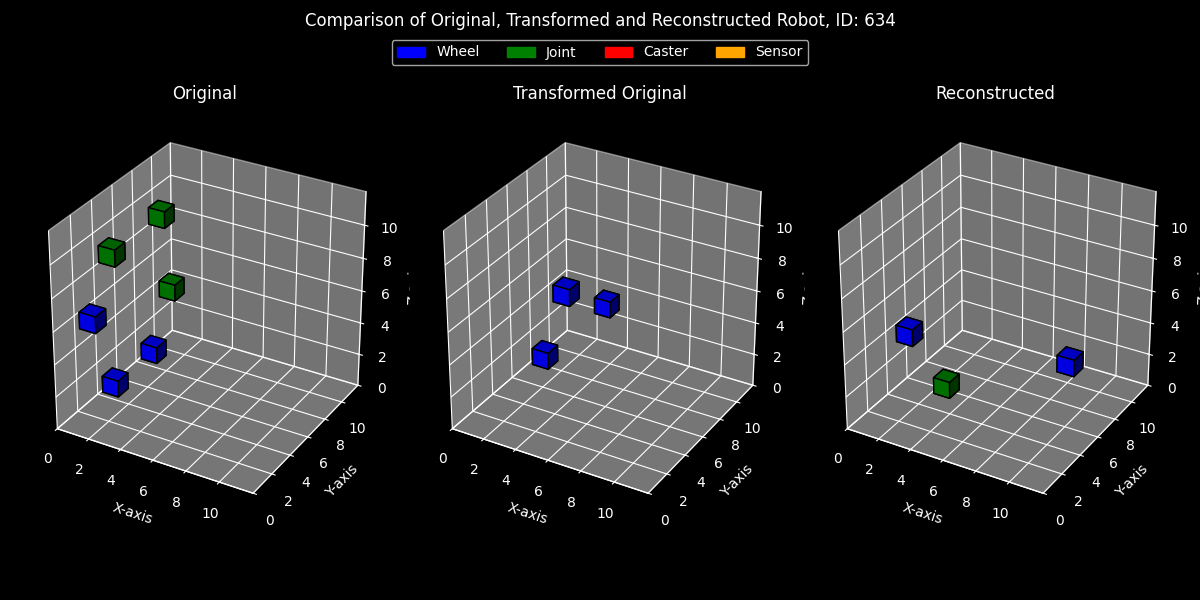 Comparison of Original, Transformed and Reconstructed Robot, ID: 634
Wheel Joint Caster Sensor
Original
Transformed Original
Reconstructed
0 2 4 6 8 10
X-axis
0 2 4 6 8 10
Y-axis
0 2 4 6 8 10
0 2 4 6 8 10
X-axis
0 2 4 6 8 10
Y-axis
0 2 4 6 8 10
0 2 4 6 8 10
X-axis
0 2 4 6 8 10
Y-axis
0 2 4 6 8 10